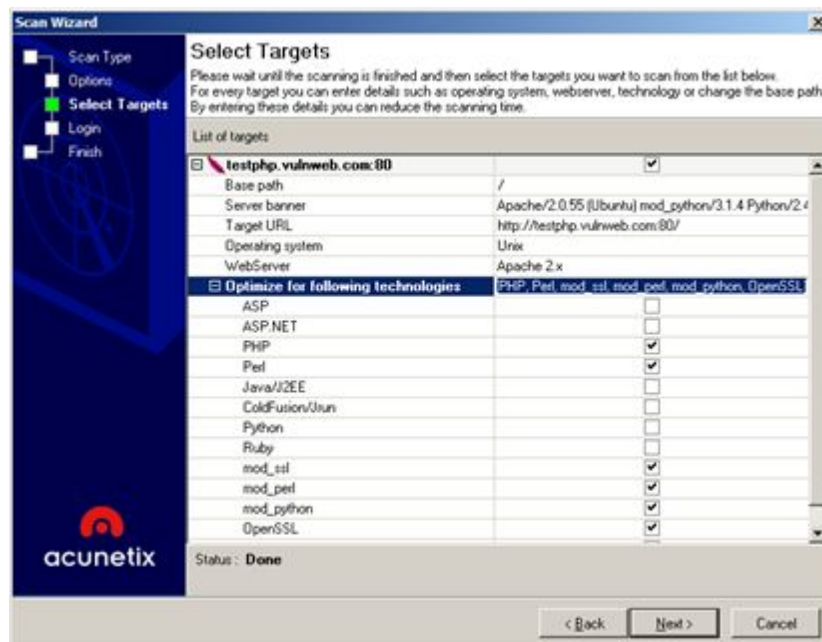 Scan Wizard
Scan Type
Options
Select Targets
Login
Finish
acunetix
Select Targets
Please wait until the scanning is finished and then select the targets you want to scan from the list below.
For every target you can enter details such as operating system, webserver, technology or change the base path
By entering these details you can reduce the scanning time.
List of targets
testphp.vulnweb.com:80
Base path /
Server banner Apache/2.0.55 (Ubuntu) mod_python/3.1.4 Python/2.4
Target URL http://testphp.vulnweb.com:80/
Operating system Unix
WebServer Apache 2.x
Optimize for following technologies PHP, Perl, mod_ssl, mod_perl, mod_python, OpenSSL
ASP
ASP.NET
PHP
Perl
Java/J2EE
ColdFusion/Jrun
Python
Ruby
mod_ssl
mod_perl
mod_python
OpenSSL
Status : Done
< Back
Next >
Cancel